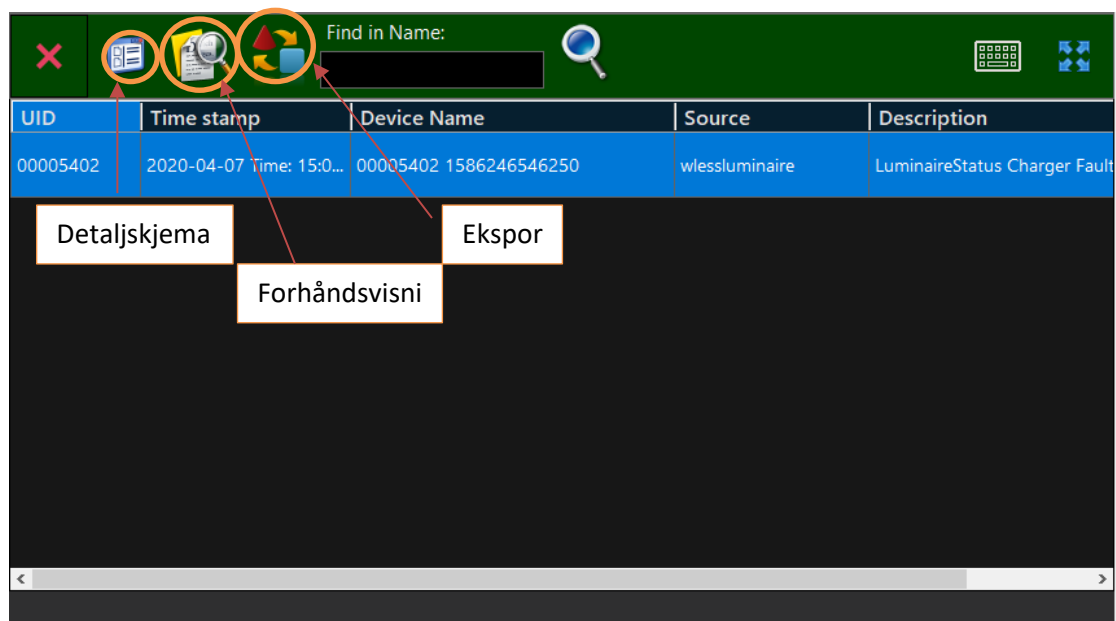 Find in Name:
UID Time stamp Device Name Source Description
00005402 2020-04-07 Time: 15:0... 00005402 1586246546250 wlessluminaire LuminaireStatus Charger Fault
Detaljskjema
Ekspor
Forhåndsvisni